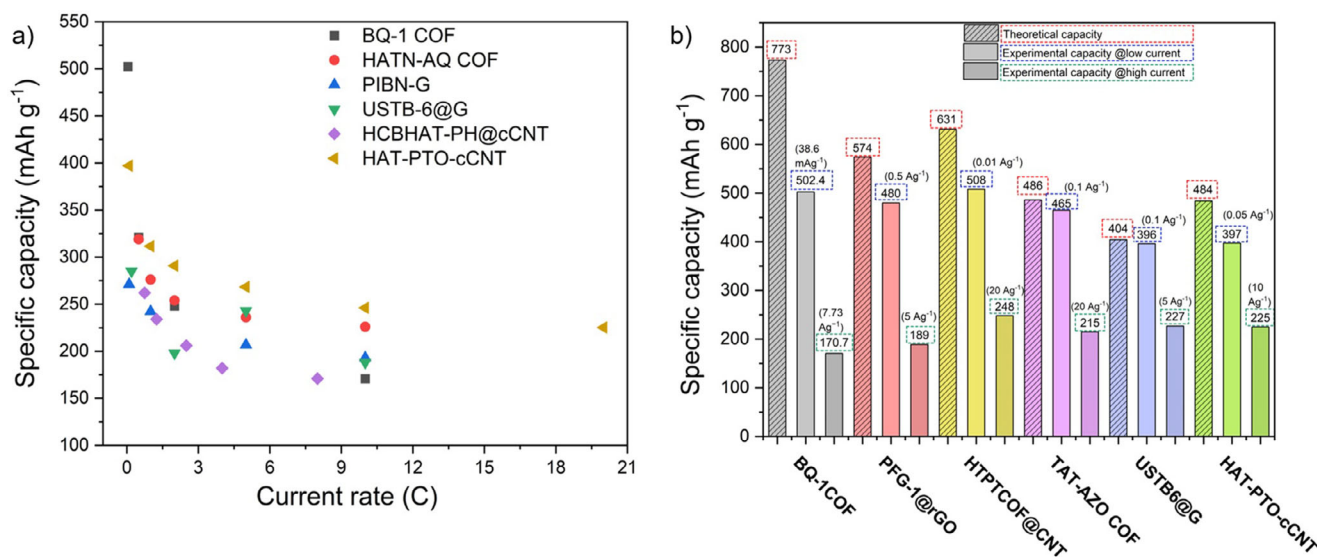 a)
Specific capacity (mAh g⁻¹)
550
500
450
400
350
300
250
200
150
100
BQ-1 COF
HATN-AQ COF
PIBN-G
USTB-6@G
HCBHAT-PH@cCNT
HAT-PTO-cCNT
0 3 6 9 12 15 18 21
Current rate (C)
b)
Specific capacity (mAh g⁻¹)
800
700
600
500
400
300
200
100
0
Theoretical capacity
Experimental capacity @low current
Experimental capacity @high current
773
(38.6
mAg⁻¹)
502.4
(7.73
Ag⁻¹)
170.7
574
(0.5 Ag⁻¹)
480
(5 Ag⁻¹)
189
631
(0.01 Ag⁻¹)
508
(20 Ag⁻¹)
248
486
(0.1 Ag⁻¹)
465
(20 Ag⁻¹)
215
404
(0.1 Ag⁻¹)
396
(5 Ag⁻¹)
227
484
(0.05 Ag⁻¹)
397
(10
Ag⁻¹)
225
BQ-1COF
PFG-1@rGO
HTPTCOF@CNT
TAT-AZO COF
USTB6@G
HAT-PTO-cCNT